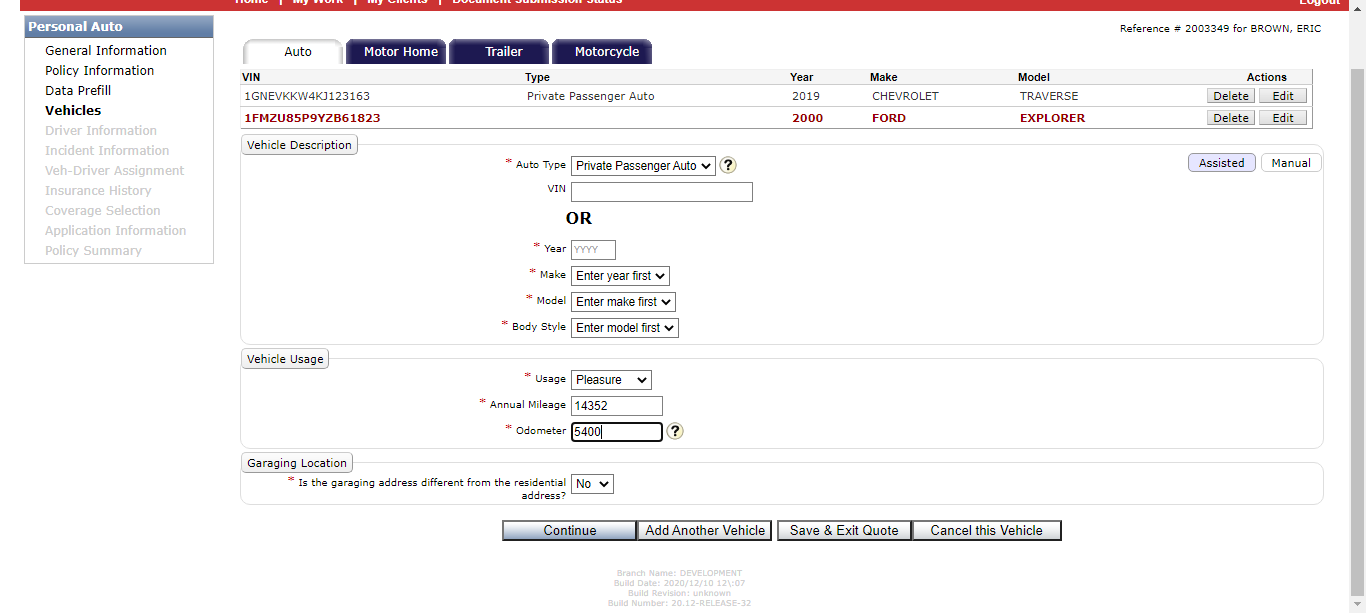 Home | My Work | My Clients | Document Submission Status Logout
Reference # 2003349 for BROWN, ERIC
Personal Auto
General Information
Policy Information
Data Prefill
Vehicles
Driver Information
Incident Information
Veh-Driver Assignment
Insurance History
Coverage Selection
Application Information
Policy Summary
Auto Motor Home Trailer Motorcycle
VIN Type Year Make Model Actions
1GNEVKKW4KJ123163 Private Passenger Auto 2019 CHEVROLET TRAVERSE Delete Edit
1FMZU85P9YZB61823 2000 FORD EXPLORER Delete Edit
Vehicle Description
* Auto Type Private Passenger Auto ? Assisted Manual
VIN
OR
* Year YYYY
* Make Enter year first
* Model Enter make first
* Body Style Enter model first
Vehicle Usage
* Usage Pleasure
* Annual Mileage 14352
* Odometer 5400 ?
Garaging Location
* Is the garaging address different from the residential
address? No
Continue Add Another Vehicle Save & Exit Quote Cancel this Vehicle
Branch Name: DEVELOPMENT
Build Date: 2020/12/10 12\:07
Build Revision: unknown
Build Number: 20.12-RELEASE-32